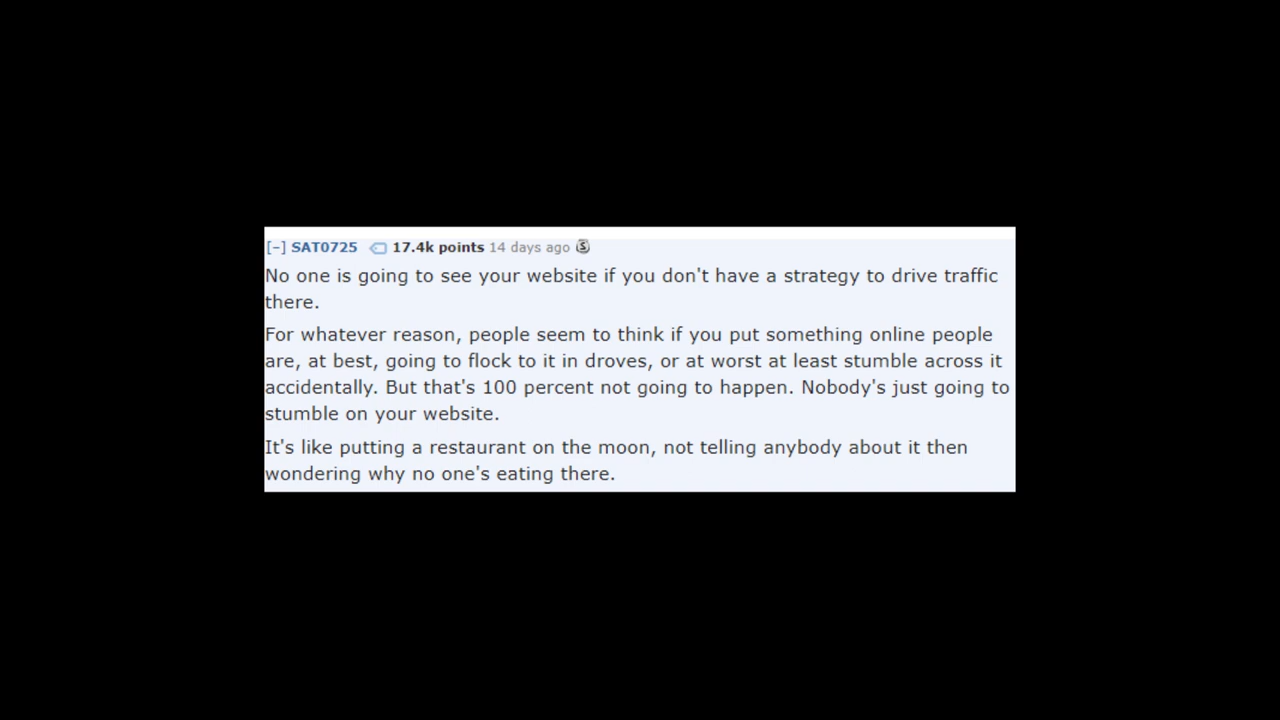 [–] SAT0725 17.4k points 14 days ago
No one is going to see your website if you don't have a strategy to drive traffic
there.
For whatever reason, people seem to think if you put something online people
are, at best, going to flock to it in droves, or at worst at least stumble across it
accidentally. But that's 100 percent not going to happen. Nobody's just going to
stumble on your website.
It's like putting a restaurant on the moon, not telling anybody about it then
wondering why no one's eating there.